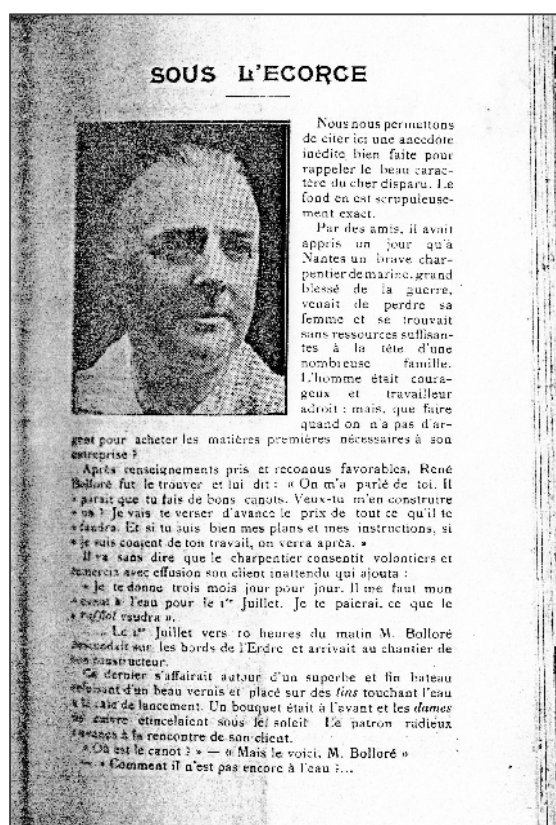 SOUS L'ECORCE
Nous nous permettons
de citer ici une anecdote
inédite bien faite pour
rappeler le beau carac-
tère du cher disparu. Le
fond en est scrupuleuse-
ment exact.
Par des amis, il avait
appris un jour qu'à
Nantes un brave char-
pentier de marine, grand
blessé de la guerre,
venait de perdre sa
femme et se trouvait
sans ressources suffisan-
tes à la tête d'une
nombreuse famille.
L'homme était coura-
geux et travailleur
adroit : mais, que faire
quand on n'a pas d'ar-
gent pour acheter les matières premières nécessaires à son
entreprise ?
Après renseignements pris et reconnus favorables, René
Bolloré fut le trouver et lui dit : « On m'a parlé de toi. Il
» paraît que tu fais de bons canots. Veux-tu m'en construire
» un ? Je vais te verser d'avance le prix de tout ce qu'il te
» faudra. Et si tu suis bien mes plans et mes instructions, si
» je suis content de ton travail, on verra après. »
Il va sans dire que le charpentier consentit volontiers et
remercia avec effusion son client inattendu qui ajouta :
« Je te donne trois mois jour pour jour. Il me faut mon
» canot à l'eau pour le 1er Juillet. Je te paierai ce que le
» rafiot vaudra ».
..... Le 1er Juillet vers 10 heures du matin M. Bolloré
descendait sur les bords de l'Erdre et arrivait au chantier de
son constructeur.
Ce dernier s'affairait autour d'un superbe et fin bateau
reluisant d'un beau vernis et placé sur des tins touchant l'eau
à la cale de lancement. Un bouquet était à l'avant et les dames
de cuivre étincelaient sous le soleil. Le patron radieux
s'avança à la rencontre de son client.
« Où est le canot ? » — « Mais le voici, M. Bolloré »
— « Comment il n'est pas encore à l'eau ?...